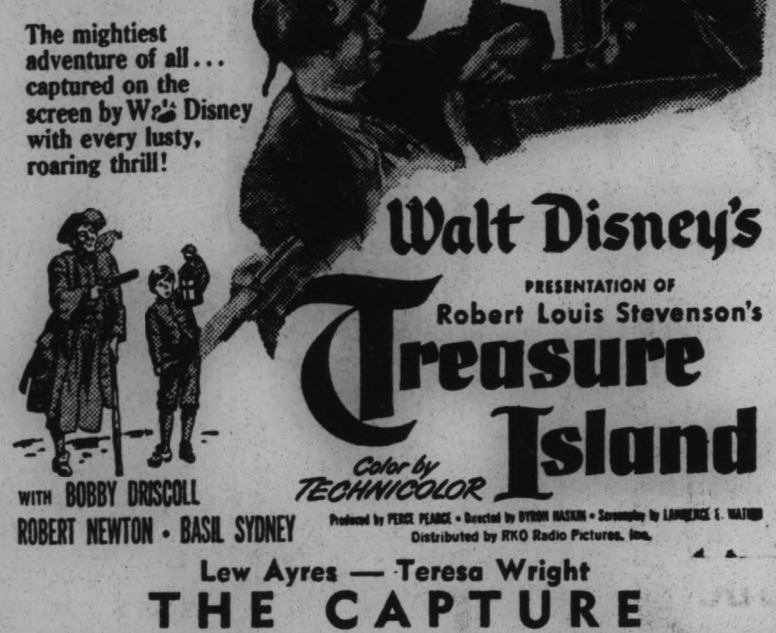 The mightiest
adventure of all...
captured on the
screen by Walt Disney
with every lusty,
roaring thrill!
Walt Disney's
PRESENTATION OF
Robert Louis Stevenson's
Treasure
Island
Color by
TECHNICOLOR
WITH BOBBY DRISCOLL
ROBERT NEWTON • BASIL SYDNEY
Produced by PERCE PEARCE • Directed by BYRON HASKIN • Screenplay by LAWRENCE E. WATKIN
Distributed by RKO Radio Pictures, Inc.
Lew Ayres — Teresa Wright
THE CAPTURE